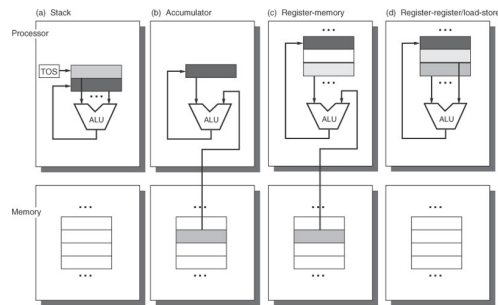 (a) Stack
(b) Accumulator
(c) Register-memory
(d) Register-register/load-store
Processor
TOS
...
ALU
ALU
...
...
ALU
...
...
ALU
Memory
...
...
...
...
...
...
...
...